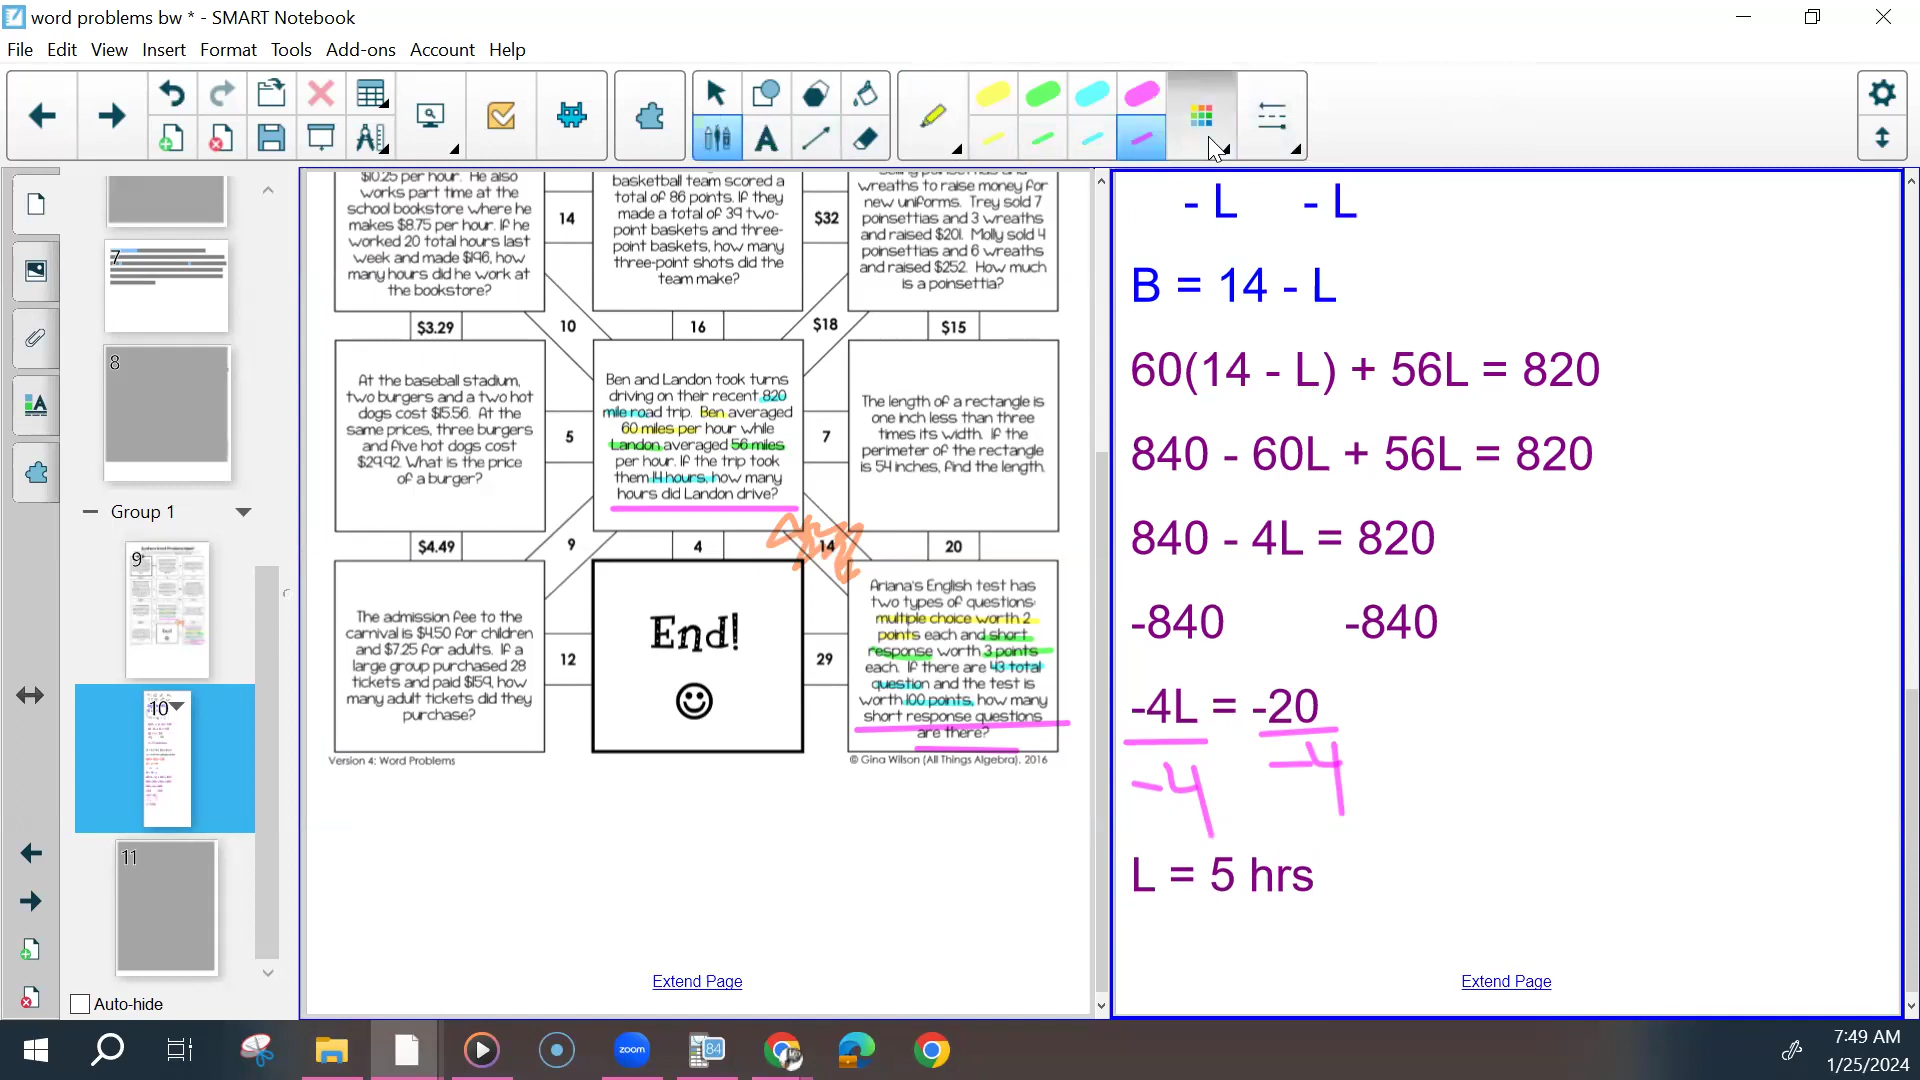 word problems bw * - SMART Notebook
File Edit View Insert Format Tools Add-ons Account Help
7
8
Group 1
9
10
11
Auto-hide
$10.25 per hour. He also
works part time at the
school bookstore where he
makes $8.75 per hour. If he
worked 20 total hours last
week and made $196, how
many hours did he work at
the bookstore?
14
basketball team scored a
total of 86 points. If they
made a total of 39 two-
point baskets and three-
point baskets, how many
three-point shots did the
team make?
$32
wreaths to raise money for
new uniforms. Trey sold 7
poinsettias and 3 wreaths
and raised $201. Molly sold 4
poinsettias and 6 wreaths
and raised $252. How much
is a poinsettia?
$3.29
10
16
$18
$15
At the baseball stadium,
two burgers and a two hot
dogs cost $15.56. At the
same prices, three burgers
and five hot dogs cost
$29.92. What is the price
of a burger?
5
Ben and Landon took turns
driving on their recent 820
mile road trip. Ben averaged
60 miles per hour while
Landon averaged 56 miles
per hour. If the trip took
them 14 hours, how many
hours did Landon drive?
7
The length of a rectangle is
one inch less than three
times its width. If the
perimeter of the rectangle
is 54 inches, find the length.
$4.49
9
4
14
20
The admission fee to the
carnival is $4.50 for children
and $7.25 for adults. If a
large group purchased 28
tickets and paid $159, how
many adult tickets did they
purchase?
12
End!
29
Ariana's English test has
two types of questions:
multiple choice worth 2
points each and short
response worth 3 points
each. If there are 43 total
question and the test is
worth 100 points, how many
short response questions
are there?
Version 4: Word Problems
© Gina Wilson (All Things Algebra), 2016
Extend Page
- L - L
B = 14 - L
60(14 - L) + 56L = 820
840 - 60L + 56L = 820
840 - 4L = 820
-840 -840
-4L = -20
-4 -4
L = 5 hrs
Extend Page
zoom
84
7:49 AM
1/25/2024